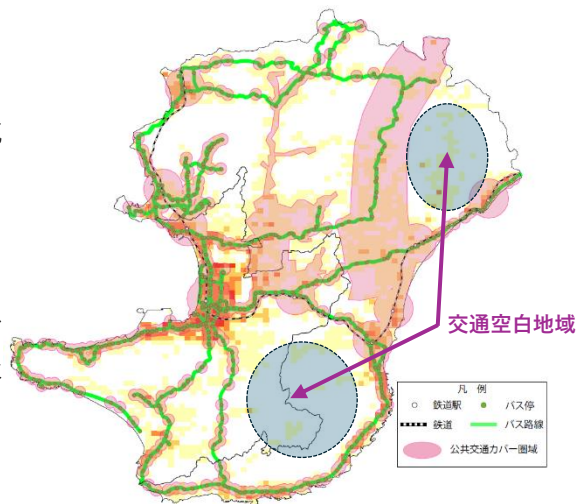 交通空白地域
凡 例
鉄道駅 バス停
鉄道 バス路線
公共交通カバー圏域